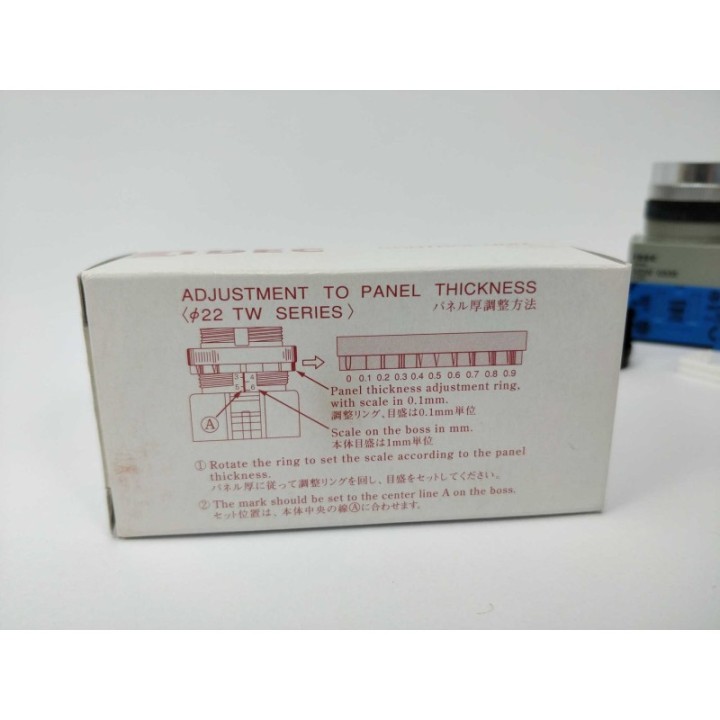 IDEC
ADJUSTMENT TO PANEL THICKNESS
〈φ22 TW SERIES〉 パネル厚調整方法
0 0.1 0.2 0.3 0.4 0.5 0.6 0.7 0.8 0.9
Panel thickness adjustment ring,
with scale in 0.1mm.
調整リング、目盛は0.1mm単位
A
Scale on the boss in mm.
本体目盛は1mm単位
① Rotate the ring to set the scale according to the panel
thickness.
パネル厚に従って調整リングを回し、目盛をセットしてください。
② The mark should be set to the center line A on the boss.
セット位置は、本体中央の線Ⓐに合わせます。